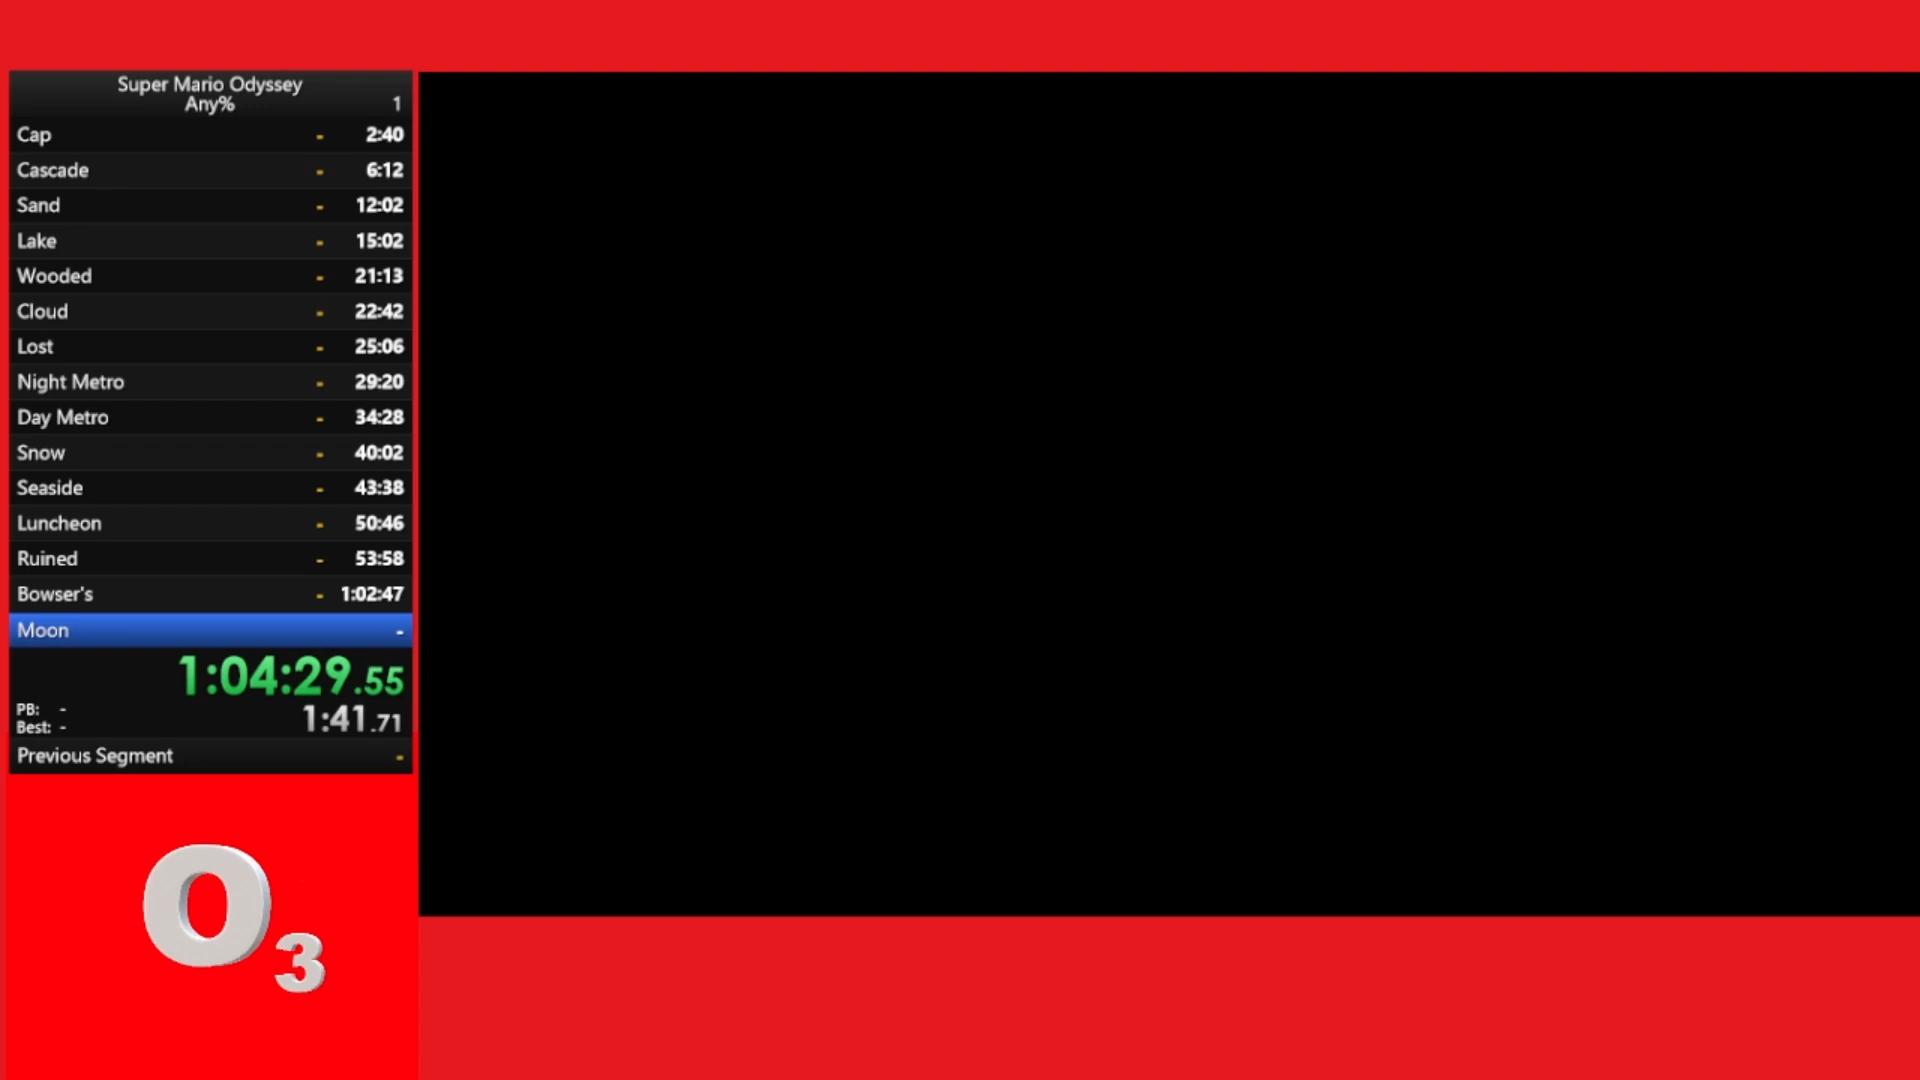 Super Mario Odyssey
Any% 1
Cap - 2:40
Cascade - 6:12
Sand - 12:02
Lake - 15:02
Wooded - 21:13
Cloud - 22:42
Lost - 25:06
Night Metro - 29:20
Day Metro - 34:28
Snow - 40:02
Seaside - 43:38
Luncheon - 50:46
Ruined - 53:58
Bowser's - 1:02:47
Moon -
1:04:29.55
PB: - 1:41.71
Best: -
Previous Segment -
O3